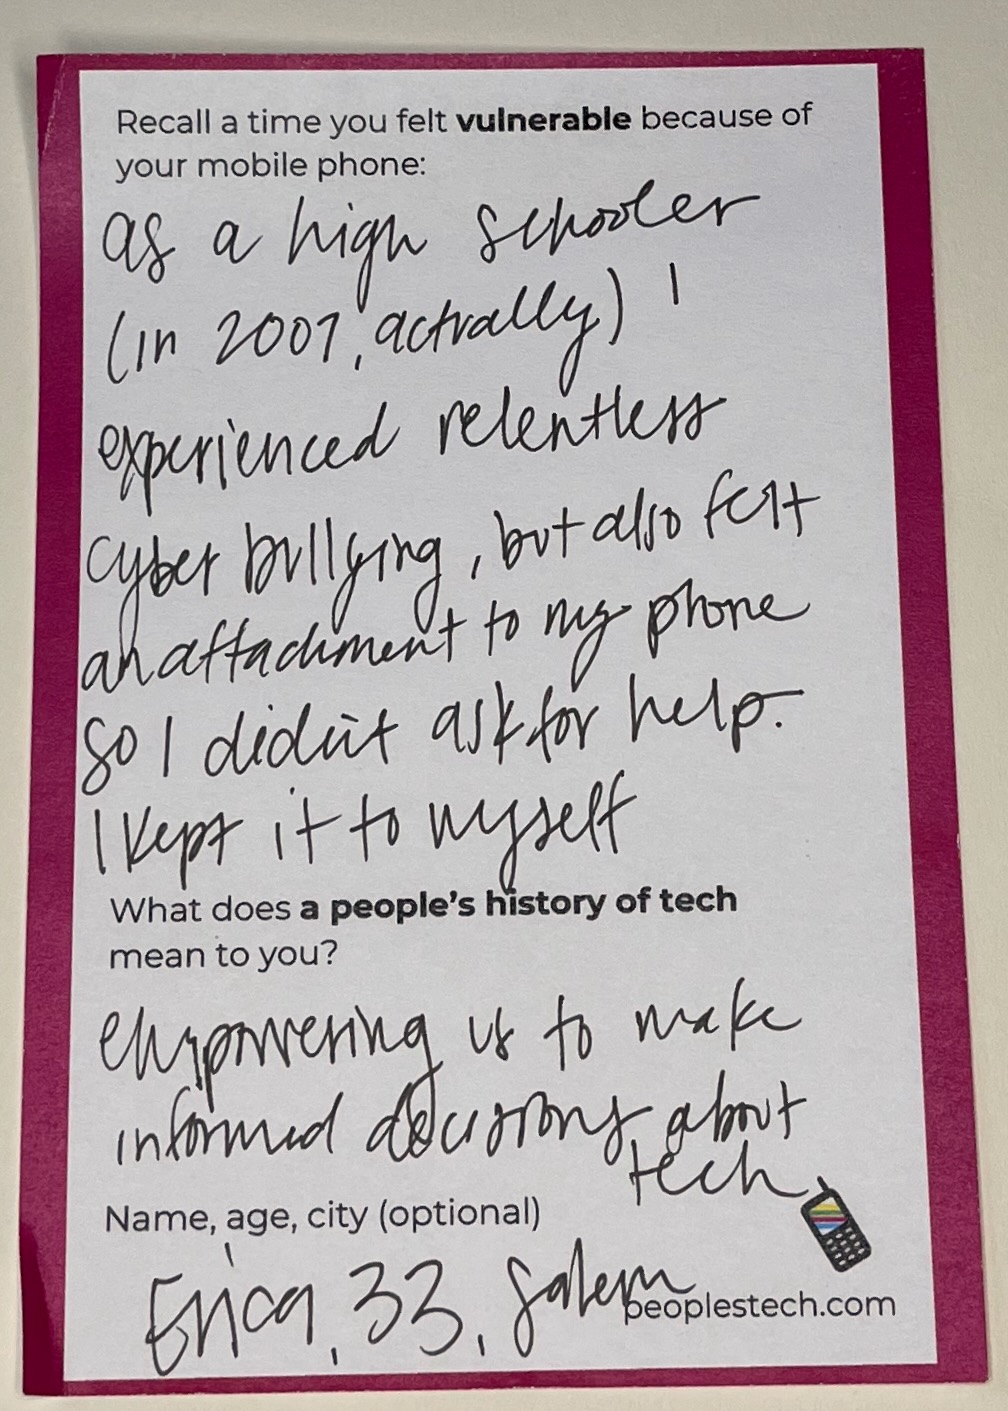 Recall a time you felt vulnerable because of
your mobile phone:
as a high schooler
(in 2007, actually) I
experienced relentless
cyber bullying, but also felt
an attachment to my phone
so I didn't ask for help.
I kept it to myself
What does a people's history of tech
mean to you?
empowering us to make
informed decisions about
tech
Name, age, city (optional)
Erica, 33, Salem
peoplestech.com